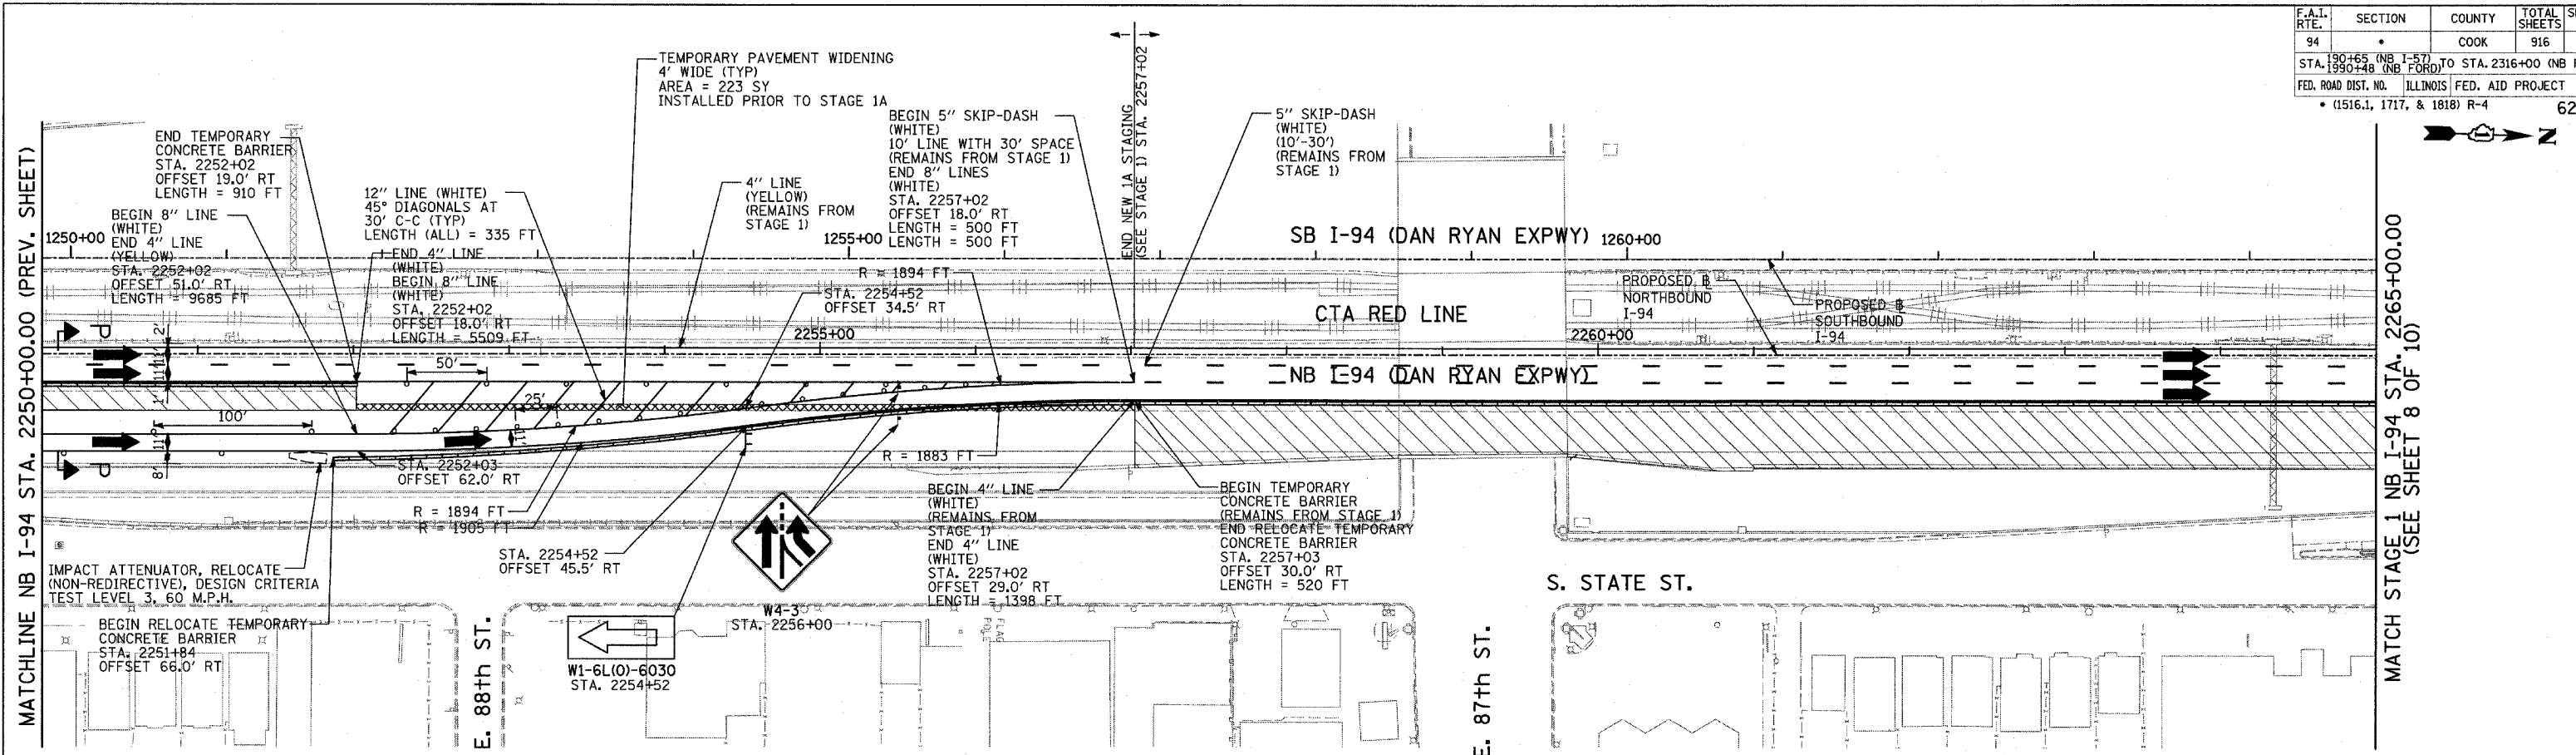 F.A.I. RTE. SECTION COUNTY TOTAL SHEETS
94 • COOK 916
STA. 190+65 (NB I-57) TO STA. 2316+00 (NB
1990+48 (NB FORD)
FED. ROAD DIST. NO. ILLINOIS FED. AID PROJECT
• (1516.1, 1717, & 1818) R-4
62
N
MATCHLINE NB I-94 STA. 2250+00.00 (PREV. SHEET)
END TEMPORARY
CONCRETE BARRIER
STA. 2252+02
OFFSET 19.0' RT
LENGTH = 910 FT
BEGIN 8" LINE
(WHITE)
END 4" LINE
(YELLOW)
STA. 2252+02
OFFSET 51.0' RT
LENGTH = 9685 FT
1250+00
12" LINE (WHITE)
45° DIAGONALS AT
30' C-C (TYP)
LENGTH (ALL) = 335 FT
END 4" LINE
(WHITE)
BEGIN 8" LINE
(WHITE)
STA. 2252+02
OFFSET 18.0' RT
LENGTH = 5509 FT
TEMPORARY PAVEMENT WIDENING
4' WIDE (TYP)
AREA = 223 SY
INSTALLED PRIOR TO STAGE 1A
4" LINE
(YELLOW)
(REMAINS FROM
STAGE 1)
1255+00
BEGIN 5" SKIP-DASH
(WHITE)
10' LINE WITH 30' SPACE
(REMAINS FROM STAGE 1)
END 8" LINES
(WHITE)
STA. 2257+02
OFFSET 18.0' RT
LENGTH = 500 FT
LENGTH = 500 FT
END NEW 1A STAGING
(SEE STAGE 1) STA. 2257+02
5" SKIP-DASH
(WHITE)
(10'-30')
(REMAINS FROM
STAGE 1)
SB I-94 (DAN RYAN EXPWY)
1260+00
R = 1894 FT
STA. 2254+52
OFFSET 34.5' RT
2255+00
CTA RED LINE
PROPOSED ℄
NORTHBOUND
I-94
2260+00
PROPOSED ℄
SOUTHBOUND
I-94
NB I-94 (DAN RYAN EXPWY)
P
2'
11'
11'
1'
50'
25'
100'
11'
11'
8'
P
STA. 2252+03
OFFSET 62.0' RT
R = 1894 FT
R = 1905 FT
R = 1883 FT
STA. 2254+52
OFFSET 45.5' RT
BEGIN 4" LINE
(WHITE)
(REMAINS FROM
STAGE 1)
END 4" LINE
(WHITE)
STA. 2257+02
OFFSET 29.0' RT
LENGTH = 1398 FT
BEGIN TEMPORARY
CONCRETE BARRIER
(REMAINS FROM STAGE 1)
END RELOCATE TEMPORARY
CONCRETE BARRIER
STA. 2257+03
OFFSET 30.0' RT
LENGTH = 520 FT
IMPACT ATTENUATOR, RELOCATE
(NON-REDIRECTIVE), DESIGN CRITERIA
TEST LEVEL 3, 60 M.P.H.
BEGIN RELOCATE TEMPORARY
CONCRETE BARRIER
STA. 2251+84
OFFSET 66.0' RT
E. 88th ST.
W4-3
STA. 2256+00
W1-6L(O)-6030
STA. 2254+52
FLAG
POLE
S. STATE ST.
E. 87th ST.
MATCH STAGE 1 NB I-94 STA. 2265+00.00
(SEE SHEET 8 OF 10)